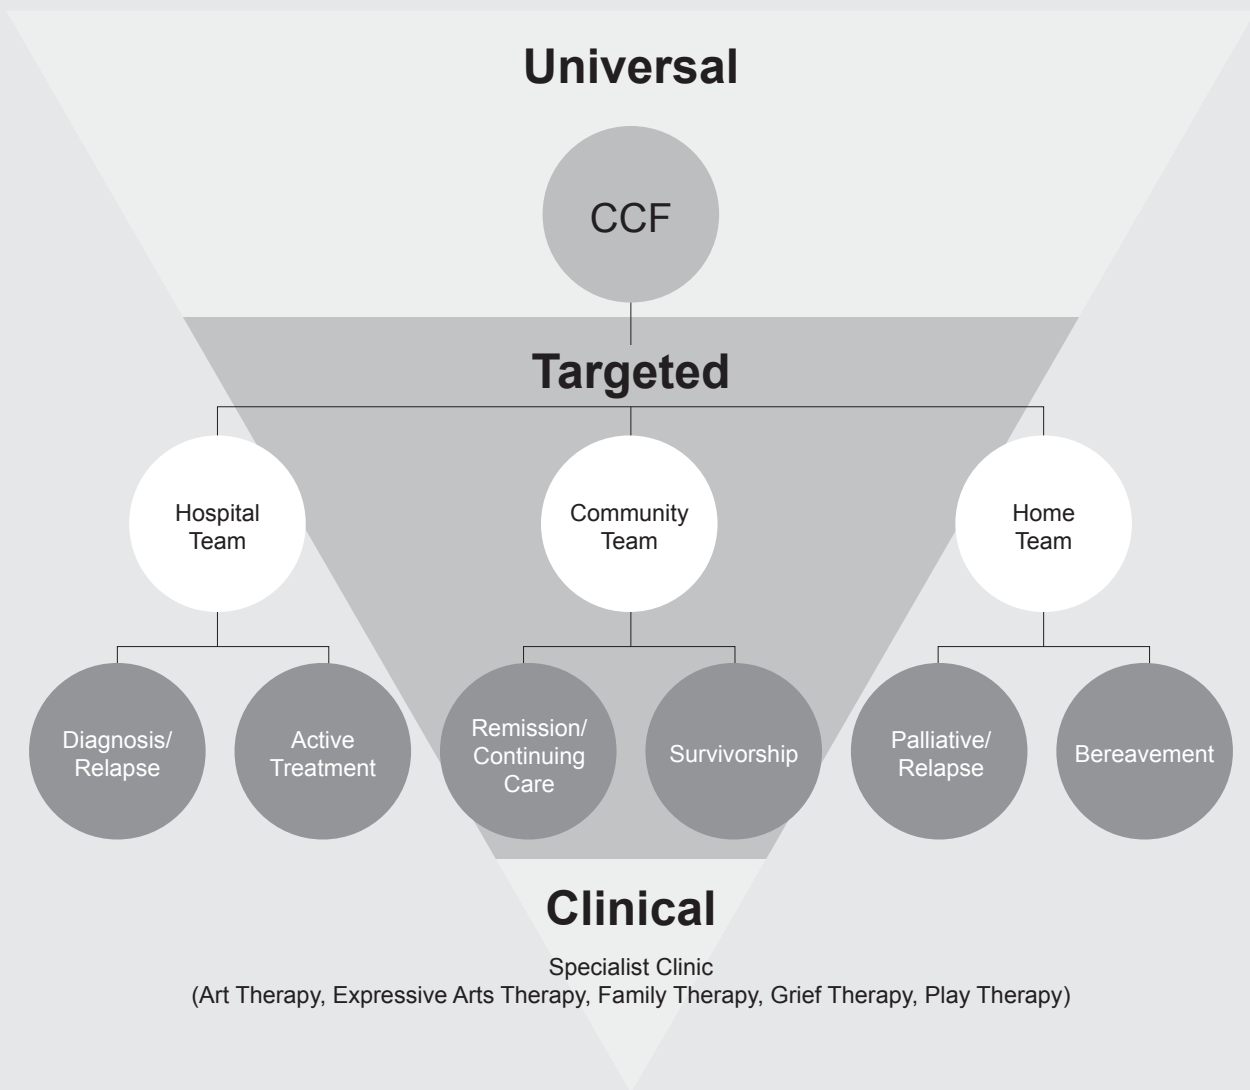 Universal
CCF
Targeted
Hospital
Team
Community
Team
Home
Team
Diagnosis/
Relapse
Active
Treatment
Remission/
Continuing
Care
Survivorship
Palliative/
Relapse
Bereavement
Clinical
Specialist Clinic
(Art Therapy, Expressive Arts Therapy, Family Therapy, Grief Therapy, Play Therapy)